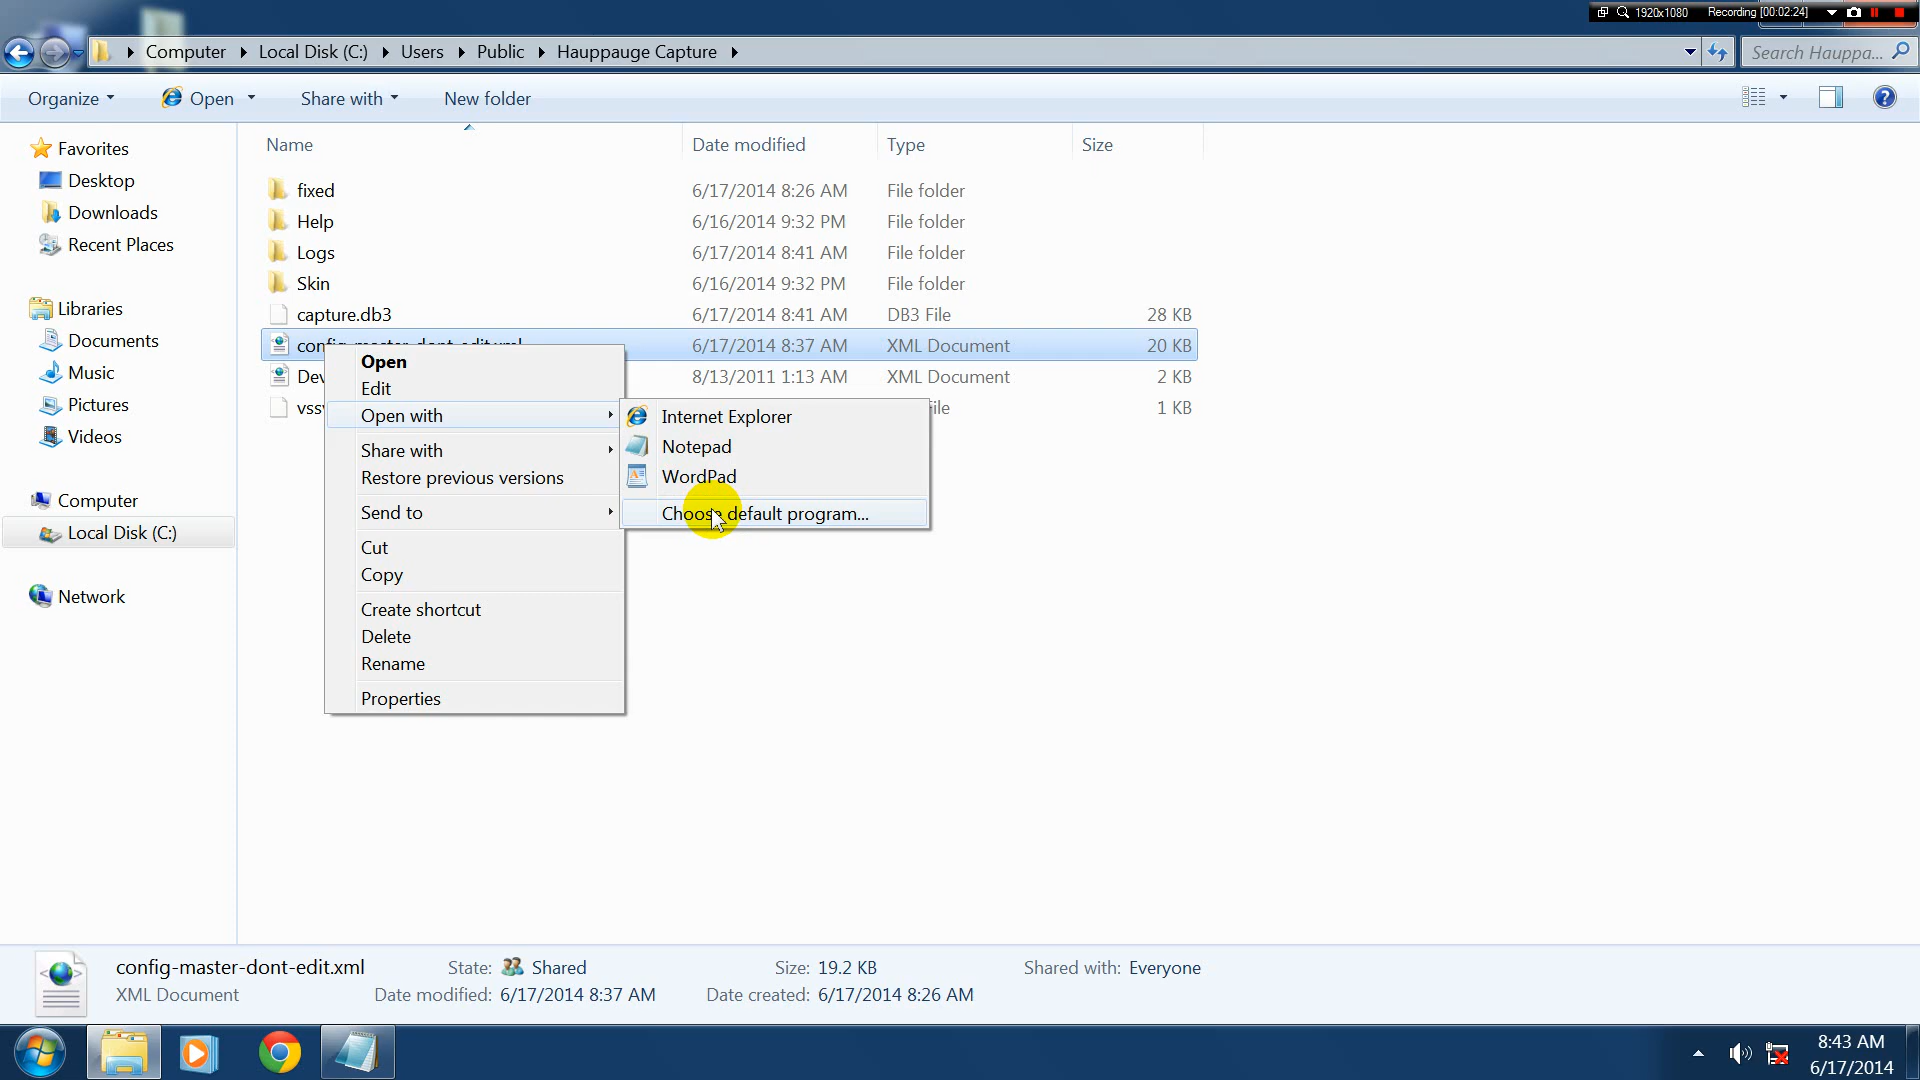 1920x1080 Recording [00:02:24]
Computer Local Disk (C:) Users Public Hauppauge Capture
Search Hauppa...
Organize Open Share with New folder
Name Date modified Type Size
Favorites
Desktop
Downloads
Recent Places
Libraries
Documents
Music
Pictures
Videos
Computer
Local Disk (C:)
Network
fixed 6/17/2014 8:26 AM File folder
Help 6/16/2014 9:32 PM File folder
Logs 6/17/2014 8:41 AM File folder
Skin 6/16/2014 9:32 PM File folder
capture.db3 6/17/2014 8:41 AM DB3 File 28 KB
config-master-dont-edit.xml 6/17/2014 8:37 AM XML Document 20 KB
Dev 8/13/2011 1:13 AM XML Document 2 KB
1 KB
Open
Edit
Open with
Share with
Restore previous versions
Send to
Cut
Copy
Create shortcut
Delete
Rename
Properties
Internet Explorer
Notepad
WordPad
Choose default program...
config-master-dont-edit.xml State: Shared Size: 19.2 KB Shared with: Everyone
XML Document Date modified: 6/17/2014 8:37 AM Date created: 6/17/2014 8:26 AM
8:43 AM
6/17/2014